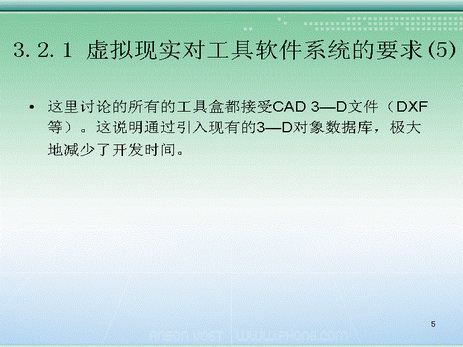 3.2.1 虚拟现实对工具软件系统的要求(5)
• 这里讨论的所有的工具盒都接受CAD 3—D文件（DXF
等）。这说明通过引入现有的3—D对象数据库，极大
地减少了开发时间。
5